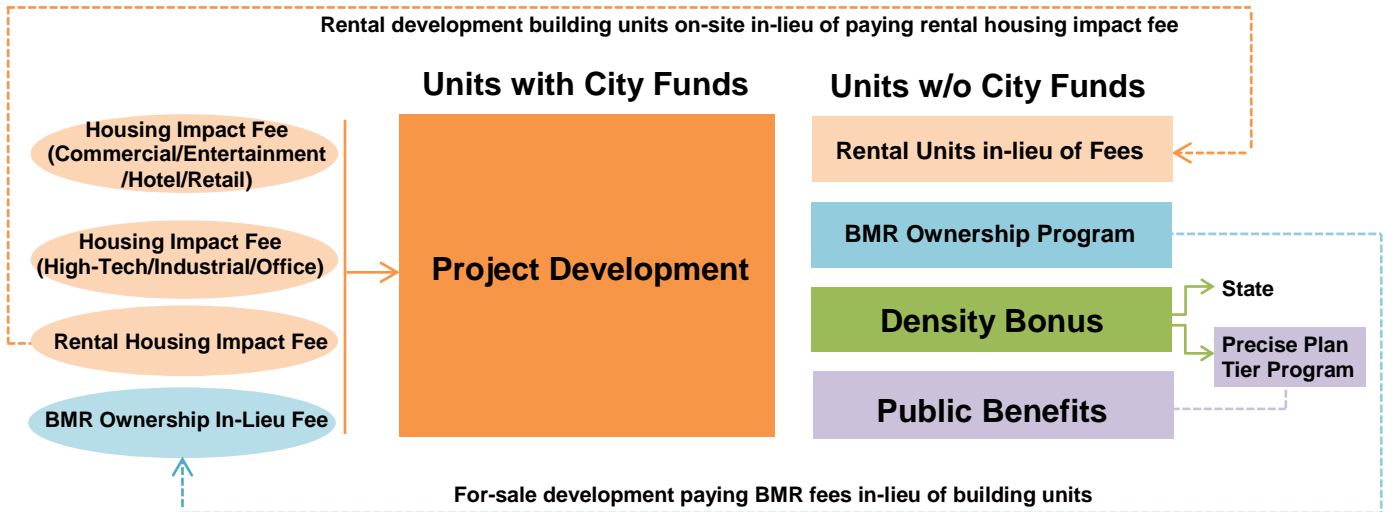 Rental development building units on-site in-lieu of paying rental housing impact fee
Units with City Funds
Units w/o City Funds
Housing Impact Fee
(Commercial/Entertainment
/Hotel/Retail)
Housing Impact Fee
(High-Tech/Industrial/Office)
Rental Housing Impact Fee
BMR Ownership In-Lieu Fee
Project Development
Rental Units in-lieu of Fees
BMR Ownership Program
Density Bonus
State
Precise Plan
Tier Program
Public Benefits
For-sale development paying BMR fees in-lieu of building units